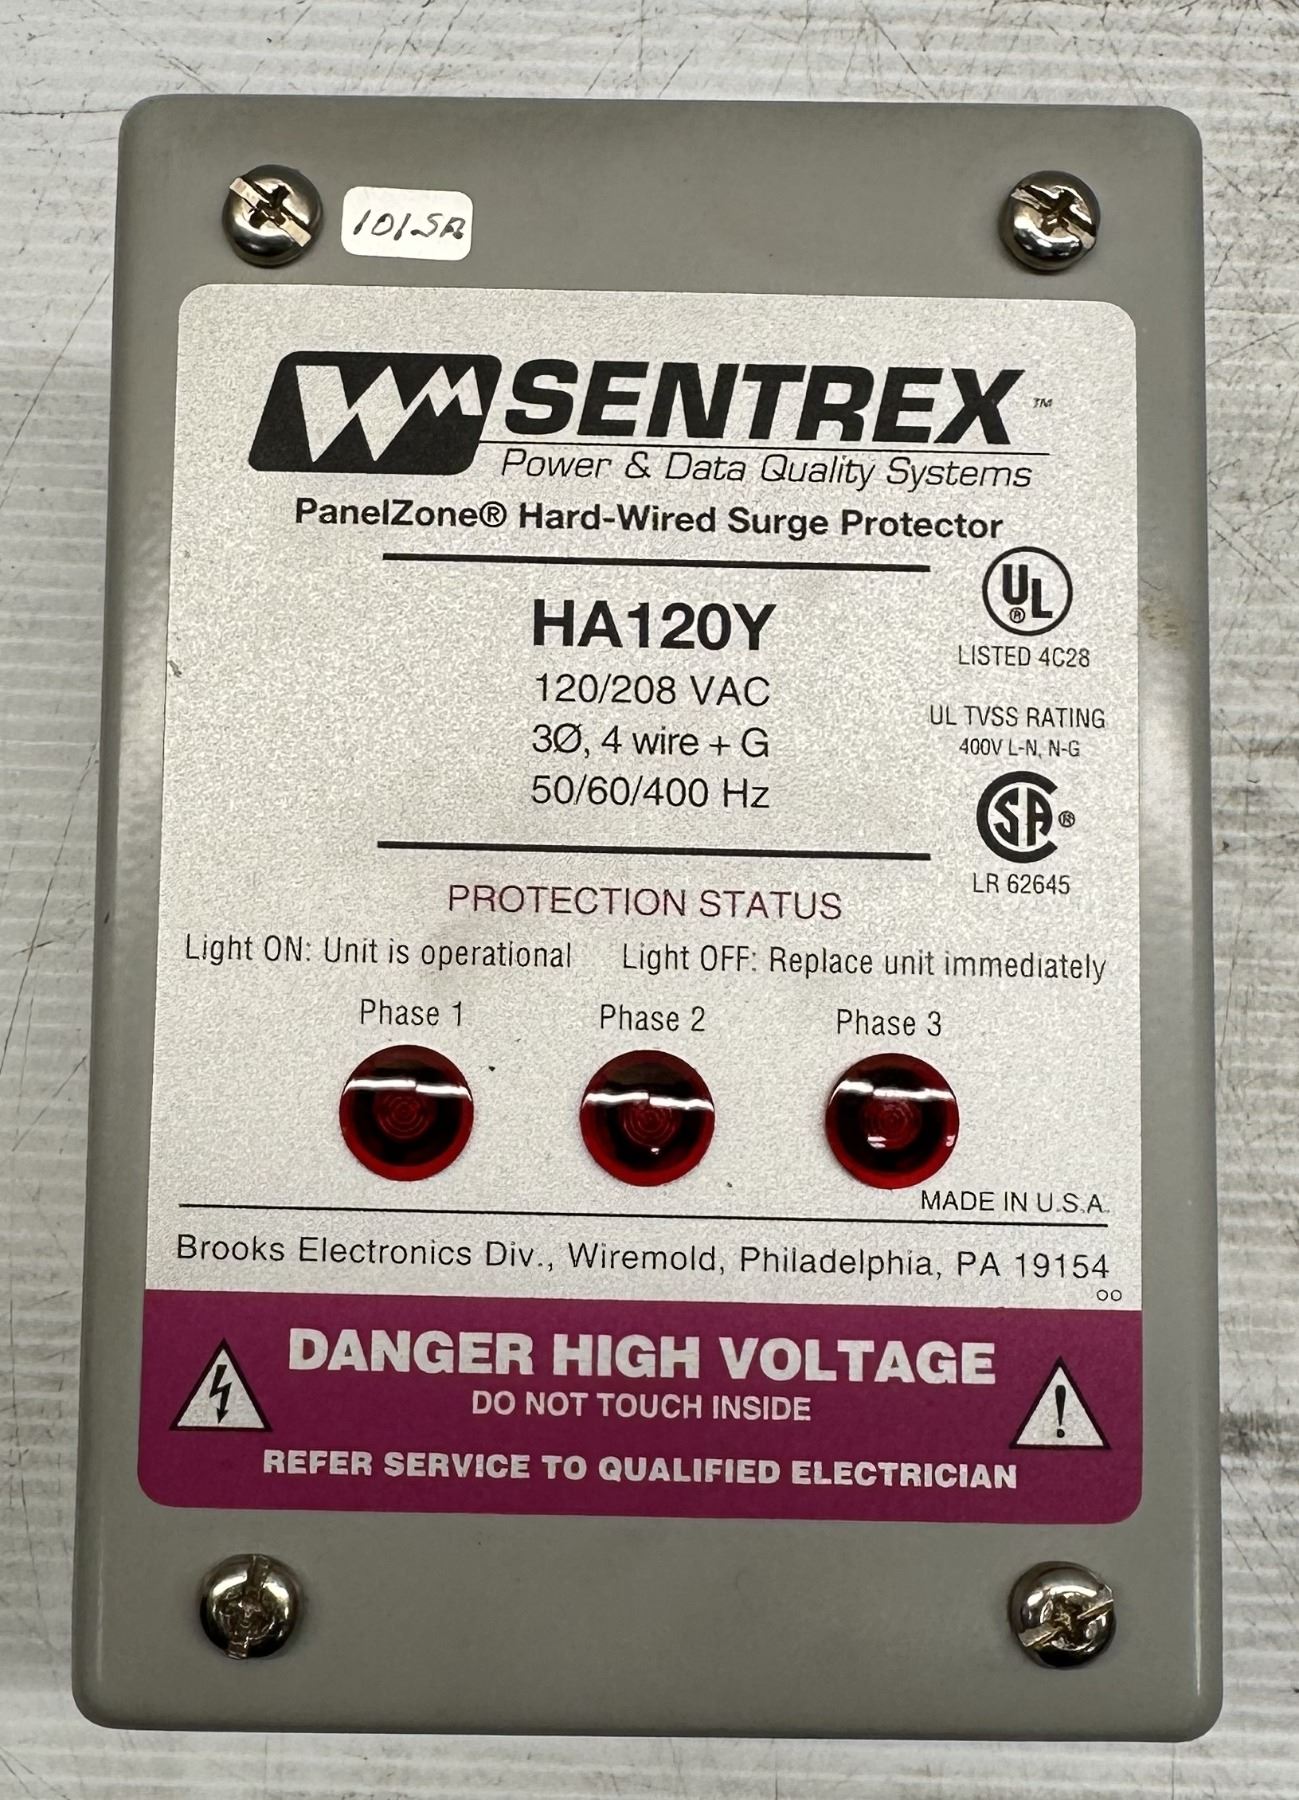 101SA
WM SENTREX™
Power & Data Quality Systems
PanelZone® Hard-Wired Surge Protector
UL®
LISTED 4C28
HA120Y
120/208 VAC
3Ø, 4 wire + G
50/60/400 Hz
UL TVSS RATING
400V L-N, N-G
SA®
LR 62645
PROTECTION STATUS
Light ON: Unit is operational Light OFF: Replace unit immediately
Phase 1 Phase 2 Phase 3
MADE IN U.S.A.
Brooks Electronics Div., Wiremold, Philadelphia, PA 19154
OO
DANGER HIGH VOLTAGE
DO NOT TOUCH INSIDE
REFER SERVICE TO QUALIFIED ELECTRICIAN